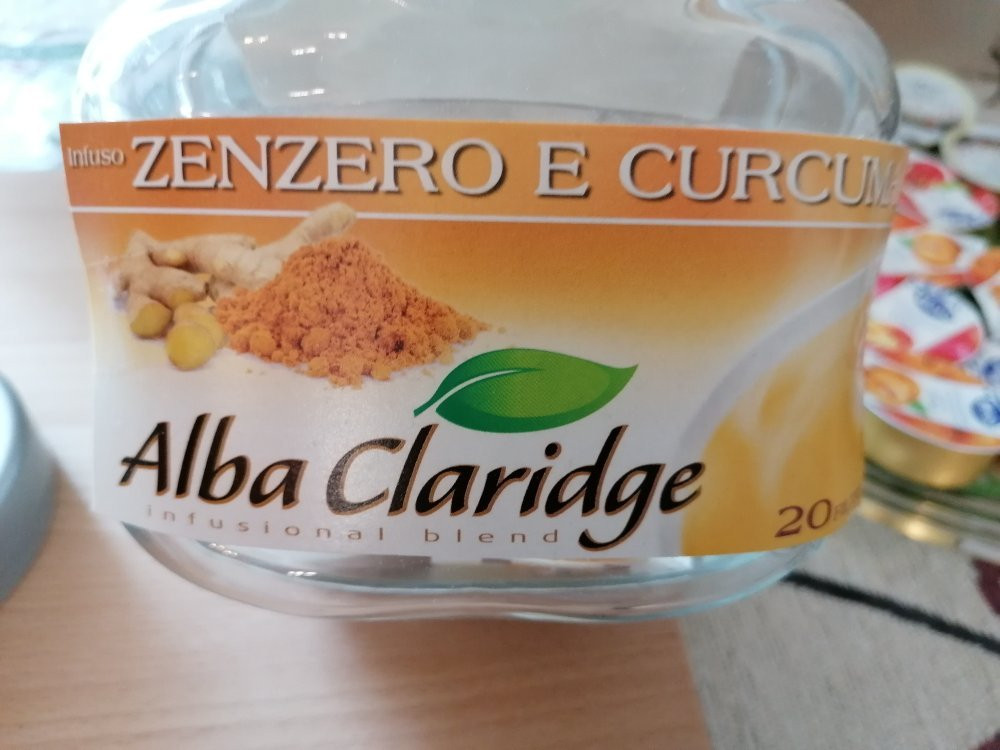 Infuso ZENZERO E CURCUMA
Alba Claridge
infusional blend
20